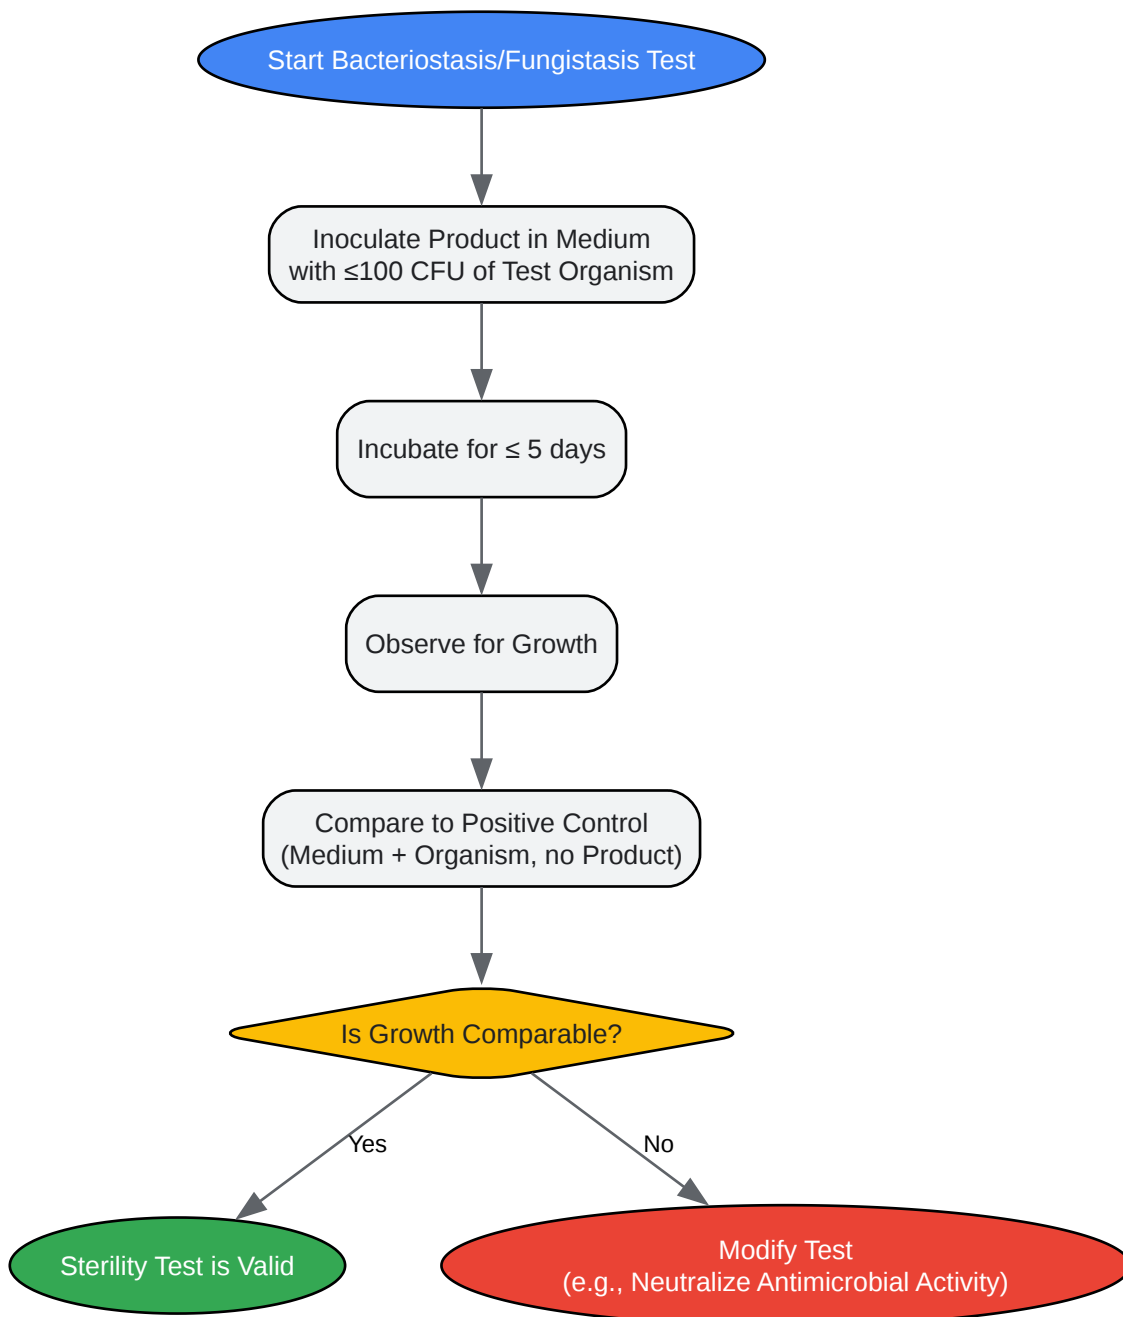 Start Bacteriostasis/Fungistasis Test
Inoculate Product in Medium
with ≤100 CFU of Test Organism
Incubate for ≤ 5 days
Observe for Growth
Compare to Positive Control
(Medium + Organism, no Product)
Is Growth Comparable?
Yes
No
Sterility Test is Valid
Modify Test
(e.g., Neutralize Antimicrobial Activity)